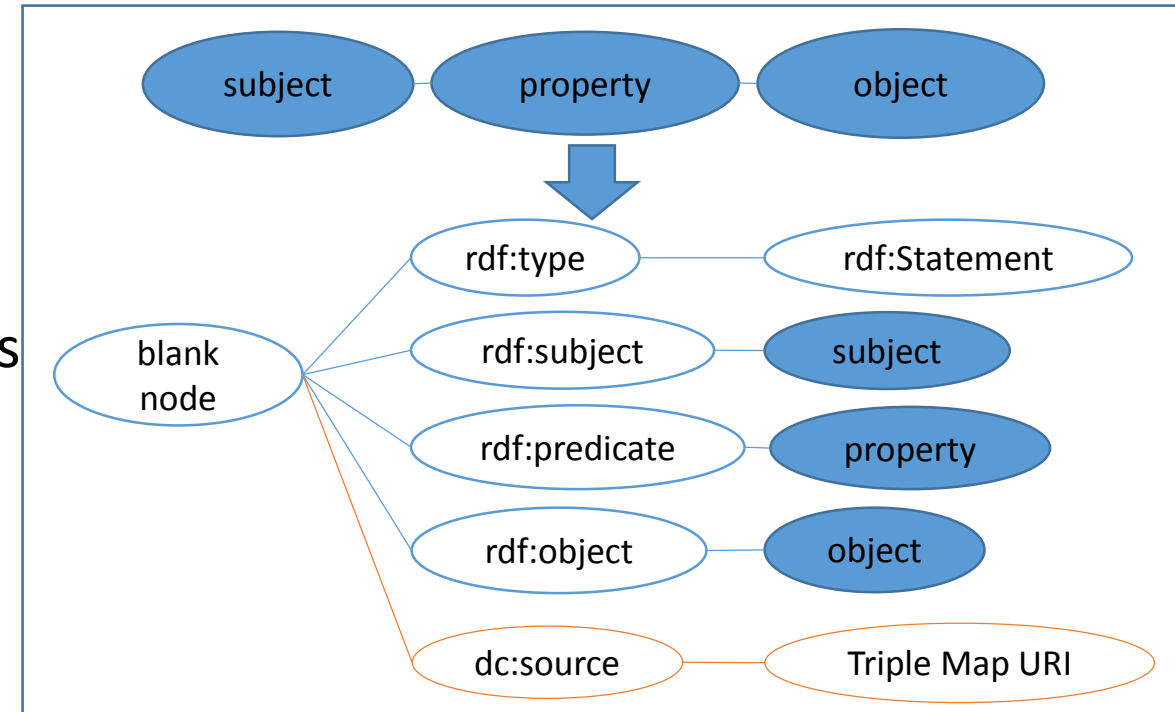 subject property object
rdf:type rdf:Statement
s
blank
node
rdf:subject subject
rdf:predicate property
rdf:object object
dc:source Triple Map URI